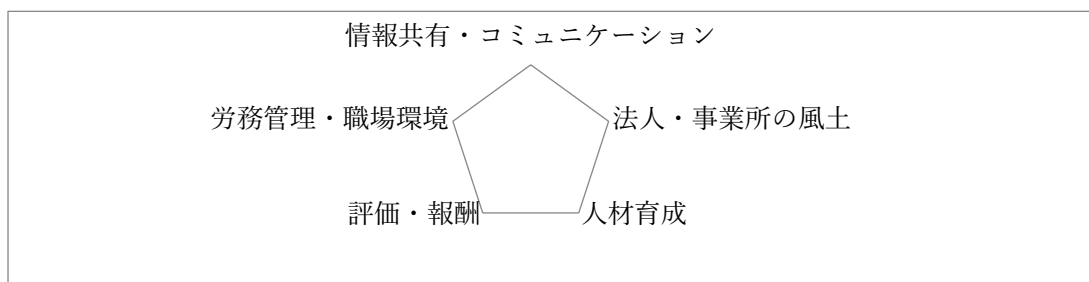 情報共有・コミュニケーション
労務管理・職場環境
法人・事業所の風土
評価・報酬
人材育成